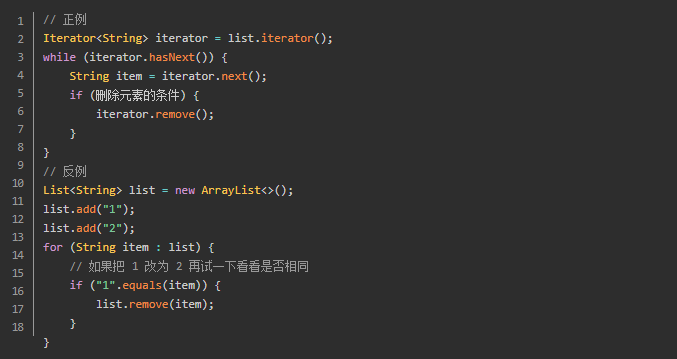 1 // 正例
2 Iterator<String> iterator = list.iterator();
3 while (iterator.hasNext()) {
4     String item = iterator.next();
5     if (删除元素的条件) {
6         iterator.remove();
7     }
8 }
9 // 反例
10 List<String> list = new ArrayList<>();
11 list.add("1");
12 list.add("2");
13 for (String item : list) {
14     // 如果把 1 改为 2 再试一下看看是否相同
15     if ("1".equals(item)) {
16         list.remove(item);
17     }
18 }